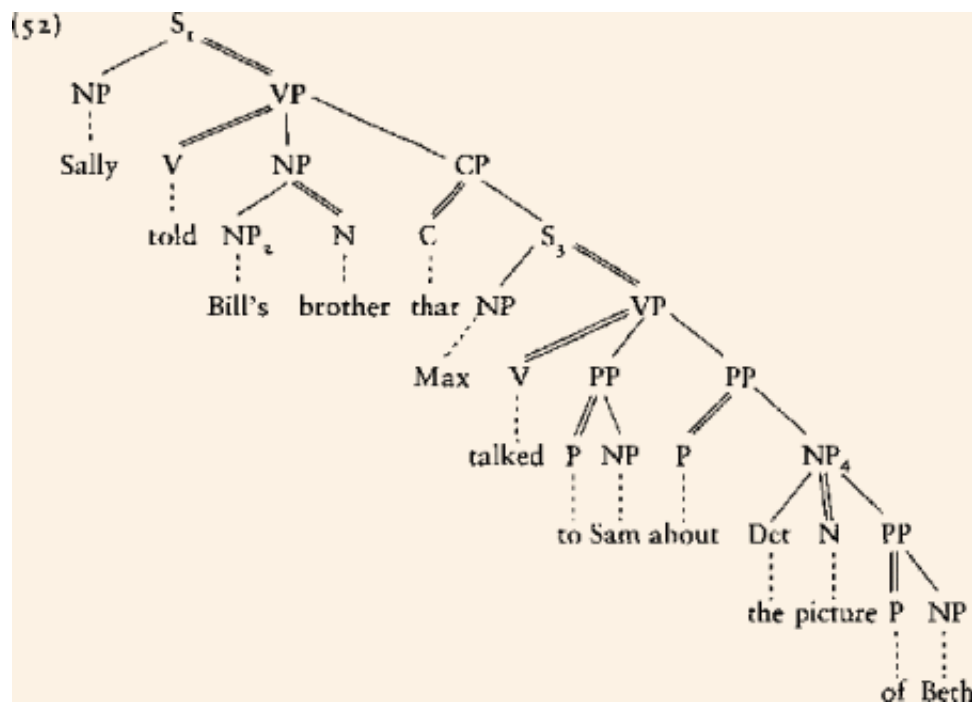 (52) S₁
NP VP
Sally V NP CP
told NP₂ N C S₃
Bill's brother that NP VP
Max V PP PP
talked P NP P NP₄
to Sam about Det N PP
the picture P NP
of Beth